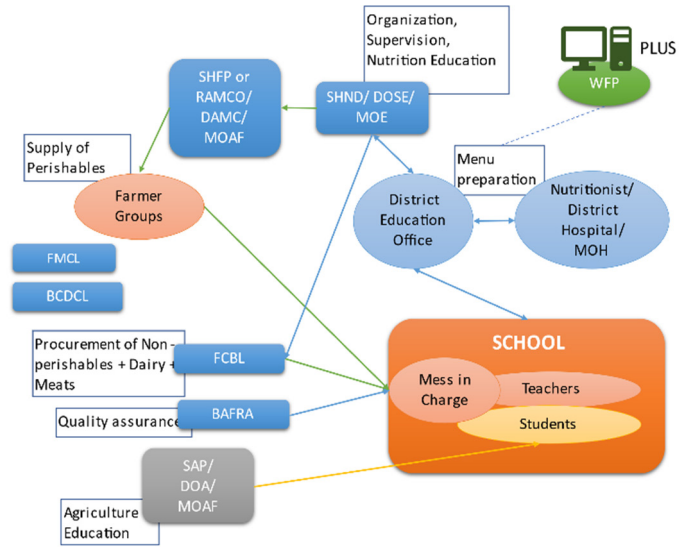 Organization,
Supervision,
Nutrition Education
PLUS
WFP
SHFP or
RAMCO/
DAMC/
MOAF
SHND/ DOSE/
MOE
Supply of
Perishables
Menu
preparation
Farmer
Groups
District
Education
Office
Nutritionist/
District
Hospital/
MOH
FMCL
BCDCL
SCHOOL
Procurement of Non-
perishables + Dairy +
Meats
FCBL
Mess in
Charge
Teachers
Students
Quality assurance
BAFRA
SAP/
DOA/
MOAF
Agriculture
Education